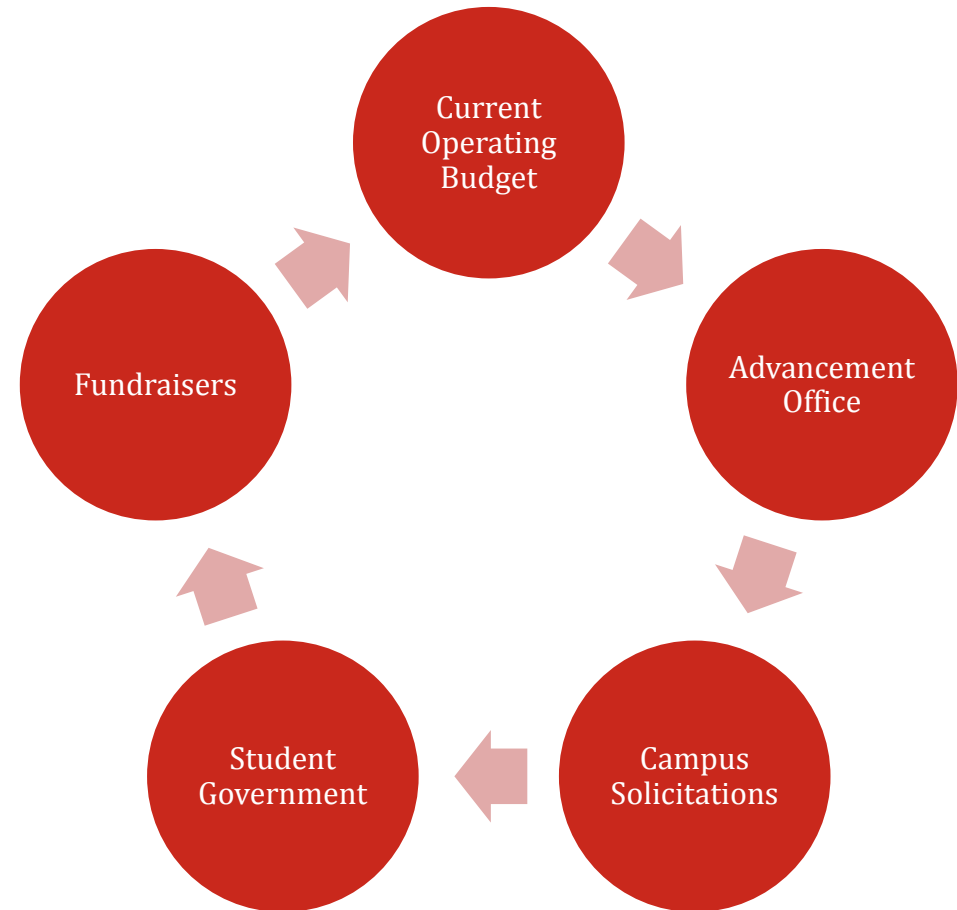 Current
Operating
Budget
Advancement
Office
Campus
Solicitations
Student
Government
Fundraisers